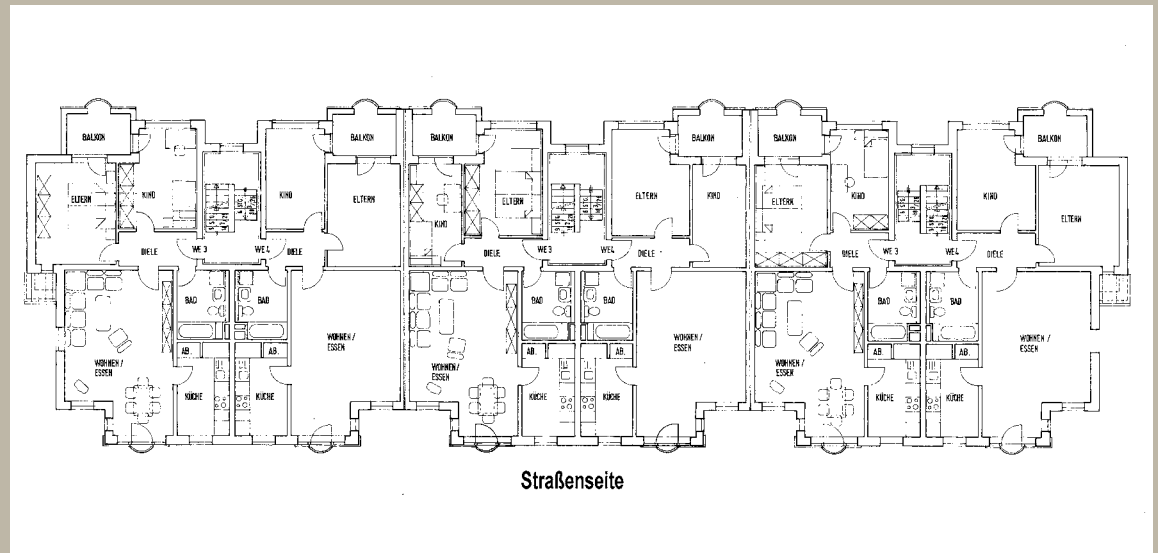 BALKON BALKON BALKON BALKON BALKON BALKON
KIND KIND ELTERN ELTERN KIND ELTERN KIND ELTERN KIND ELTERN KIND ELTERN
DIELE WE 3 WE 4 DIELE DIELE WE 3 WE 4 DIELE DIELE WE 3 WE 4 DIELE
BAD BAD BAD BAD BAD BAD
WOHNEN /
ESSEN
WOHNEN /
ESSEN
WOHNEN /
ESSEN
WOHNEN /
ESSEN
WOHNEN /
ESSEN
WOHNEN /
ESSEN
AB. AB. AB. AB. AB. AB.
KÜCHE KÜCHE KÜCHE KÜCHE KÜCHE KÜCHE
Straßenseite